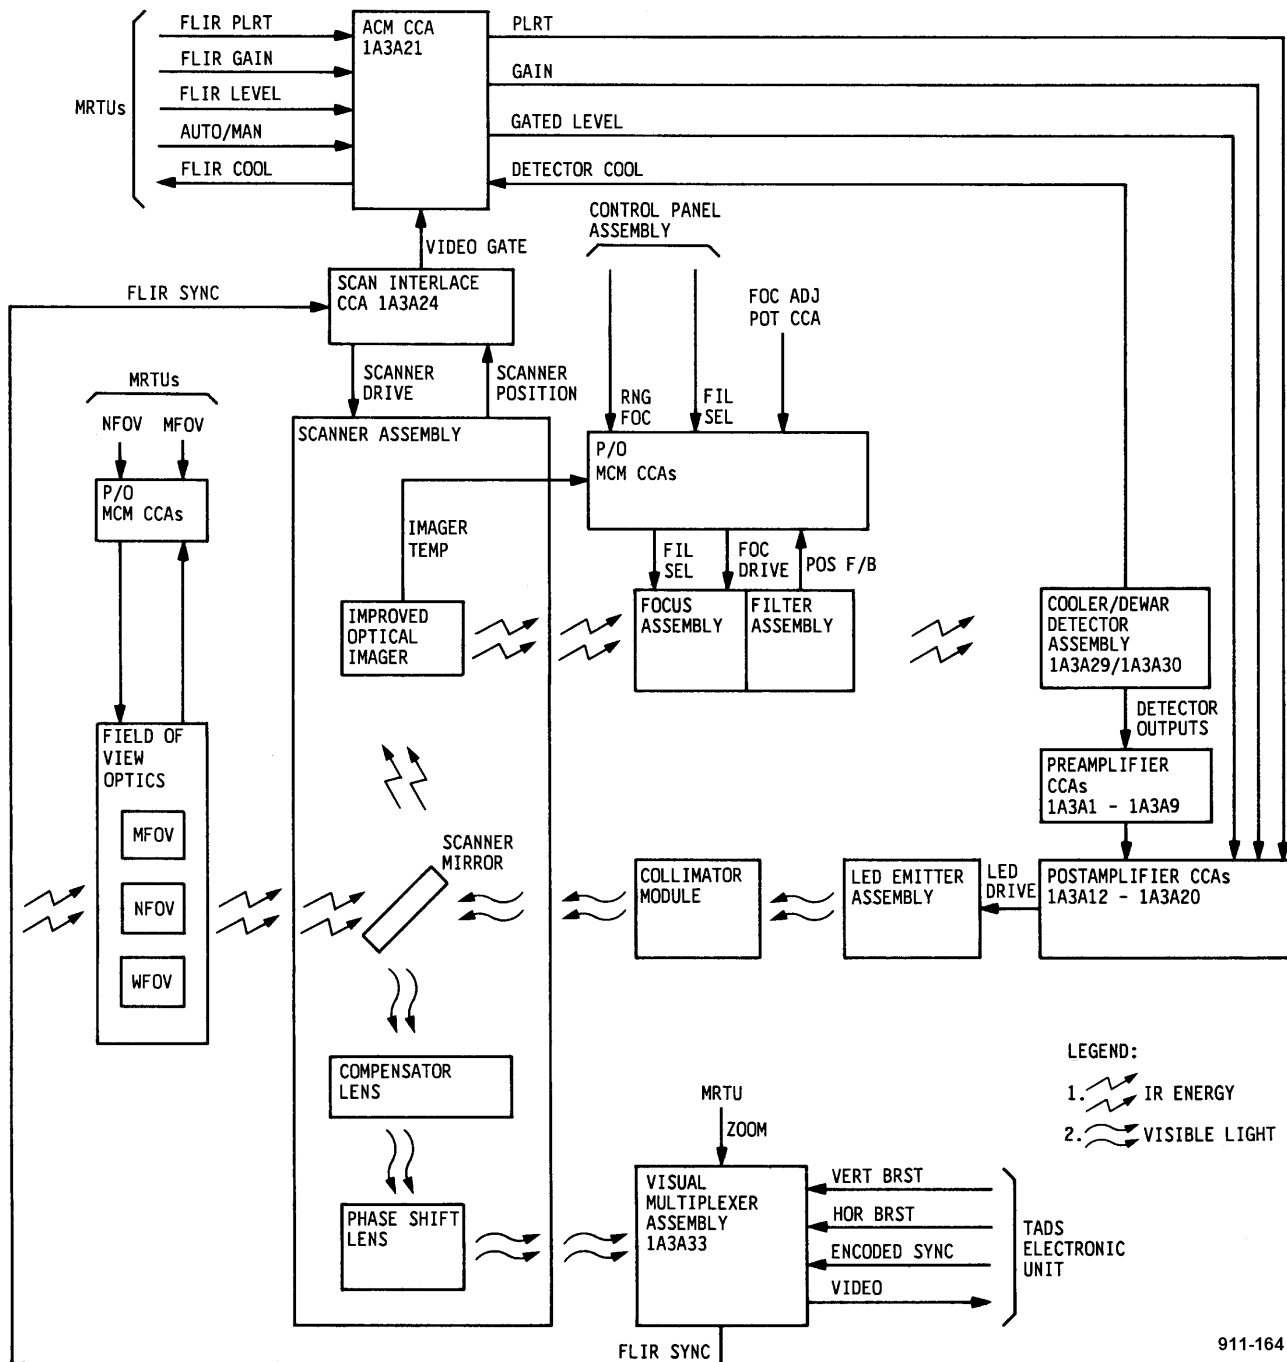 FLIR PLRT
FLIR GAIN
FLIR LEVEL
AUTO/MAN
FLIR COOL
MRTUs
ACM CCA
1A3A21
PLRT
GAIN
GATED LEVEL
DETECTOR COOL
VIDEO GATE
CONTROL PANEL
ASSEMBLY
FLIR SYNC
SCAN INTERLACE
CCA 1A3A24
FOC ADJ
POT CCA
SCANNER
DRIVE
SCANNER
POSITION
RNG
FOC
FIL
SEL
MRTUs
NFOV
MFOV
P/O
MCM CCAs
SCANNER ASSEMBLY
P/O
MCM CCAs
IMAGER
TEMP
FIL
SEL
FOC
DRIVE
POS F/B
IMPROVED
OPTICAL
IMAGER
FOCUS
ASSEMBLY
FILTER
ASSEMBLY
COOLER/DEWAR
DETECTOR
ASSEMBLY
1A3A29/1A3A30
DETECTOR
OUTPUTS
FIELD OF
VIEW
OPTICS
MFOV
NFOV
WFOV
PREAMPLIFIER
CCAs
1A3A1 - 1A3A9
SCANNER
MIRROR
COLLIMATOR
MODULE
LED EMITTER
ASSEMBLY
LED
DRIVE
POSTAMPLIFIER CCAs
1A3A12 - 1A3A20
COMPENSATOR
LENS
LEGEND:
1. IR ENERGY
2. VISIBLE LIGHT
MRTU
ZOOM
PHASE SHIFT
LENS
VISUAL
MULTIPLEXER
ASSEMBLY
1A3A33
VERT BRST
HOR BRST
ENCODED SYNC
VIDEO
TADS
ELECTRONIC
UNIT
FLIR SYNC
911-164